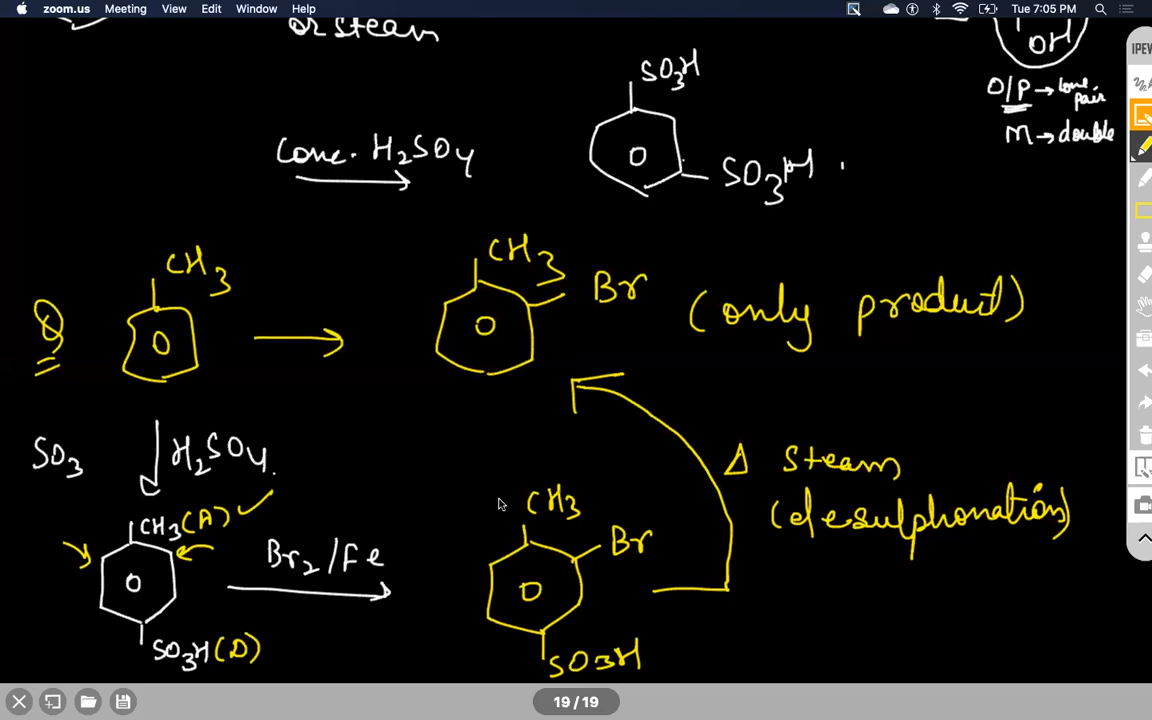 zoom.us Meeting View Edit Window Help Tue 7:05 PM
or steam
OH
IPEV
O/P → lone pair
M → double
SO3H
Conc. H2SO4
SO3H
Q
CH3
CH3
Br (only product)
SO3 H2SO4
Δ steam
(desulphonation)
CH3 (A)
Br2/Fe
CH3
Br
SO3H (D)
SO3H
19 / 19